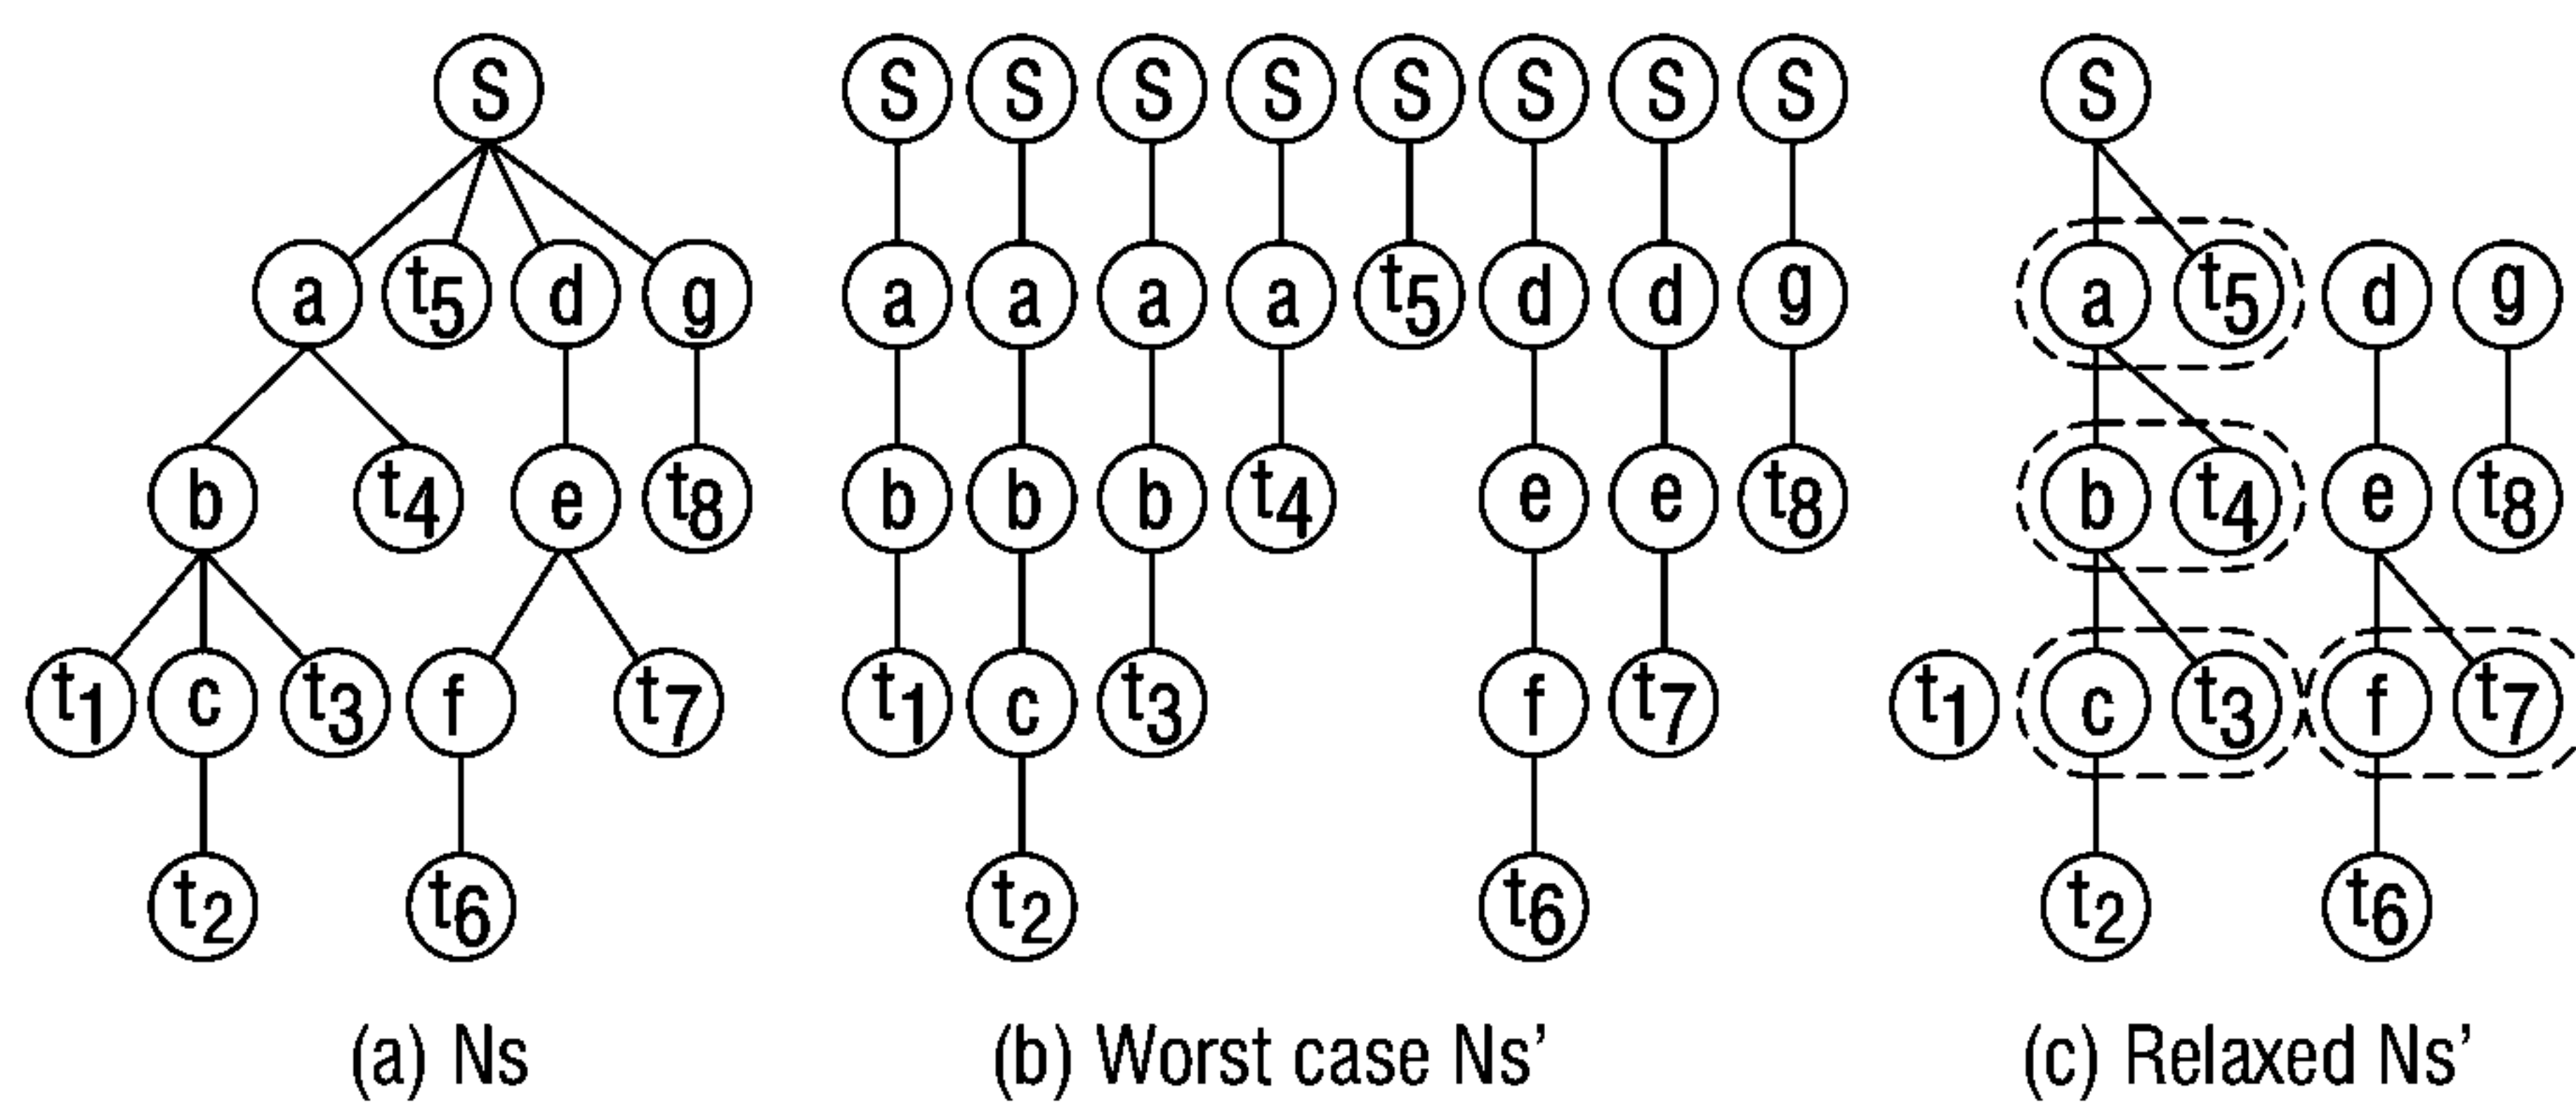 S S S S S S S S S S
a t5 d g a a a a t5 d d g a t5 d g
b t4 e t8 b b b t4 e e t8 b t4 e t8
t1 c t3 f t7 t1 c t3 f t7 t1 c t3 f t7
t2 t6 t2 t6 t2 t6
(a) Ns (b) Worst case Ns' (c) Relaxed Ns'